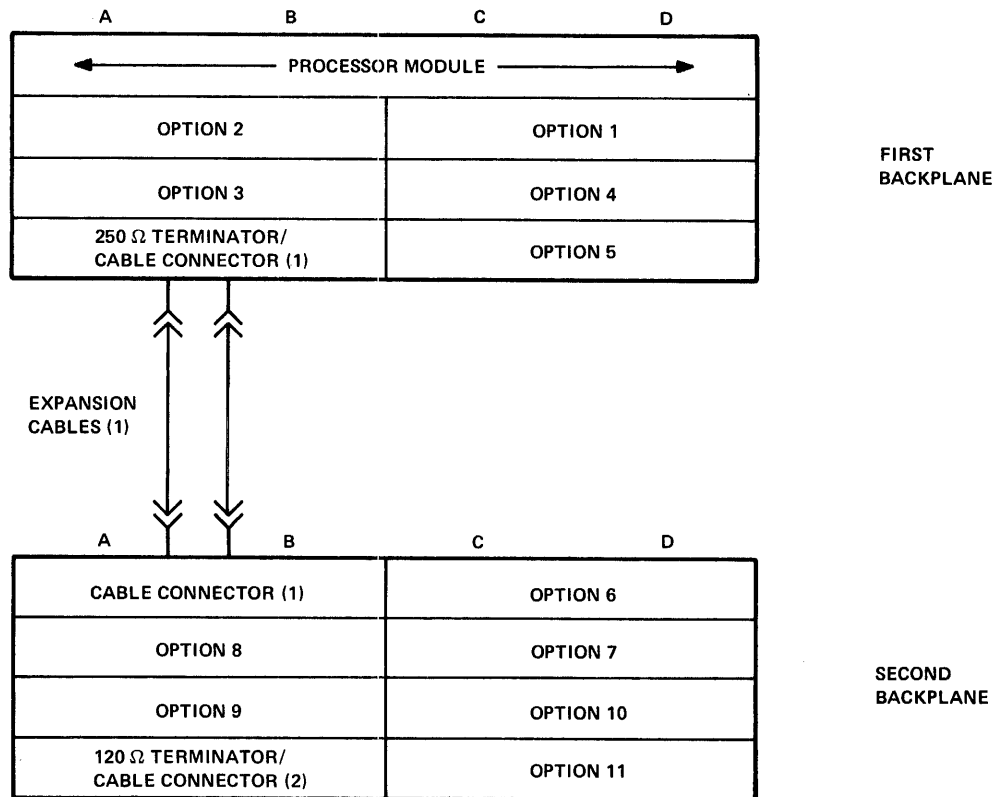 A B C D
PROCESSOR MODULE
OPTION 2 OPTION 1
FIRST
BACKPLANE
OPTION 3 OPTION 4
250 Ω TERMINATOR/
CABLE CONNECTOR (1)
OPTION 5
EXPANSION
CABLES (1)
A B C D
CABLE CONNECTOR (1) OPTION 6
OPTION 8 OPTION 7
SECOND
BACKPLANE
OPTION 9 OPTION 10
120 Ω TERMINATOR/
CABLE CONNECTOR (2)
OPTION 11